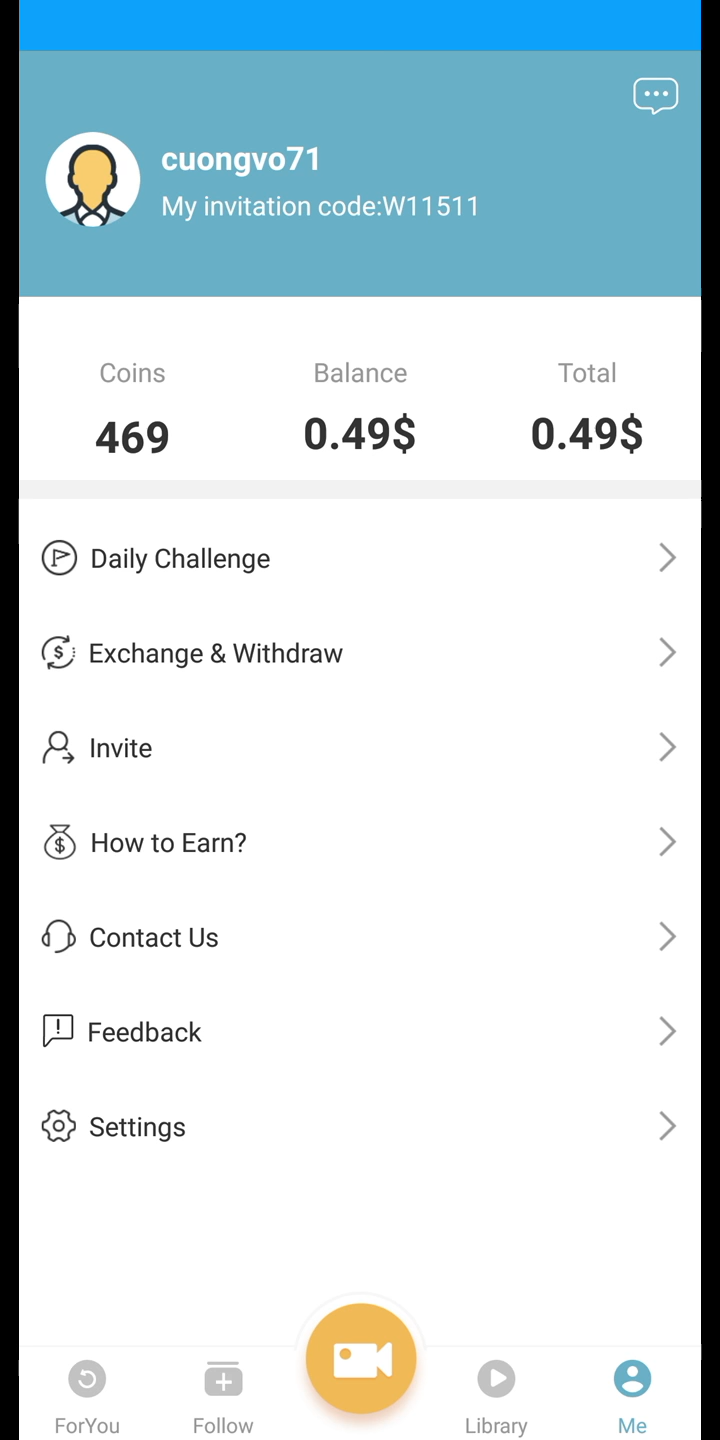 cuongvo71
My invitation code:W11511
Coins Balance Total
469 0.49$ 0.49$
Daily Challenge
Exchange & Withdraw
Invite
How to Earn?
Contact Us
Feedback
Settings
ForYou Follow Library Me